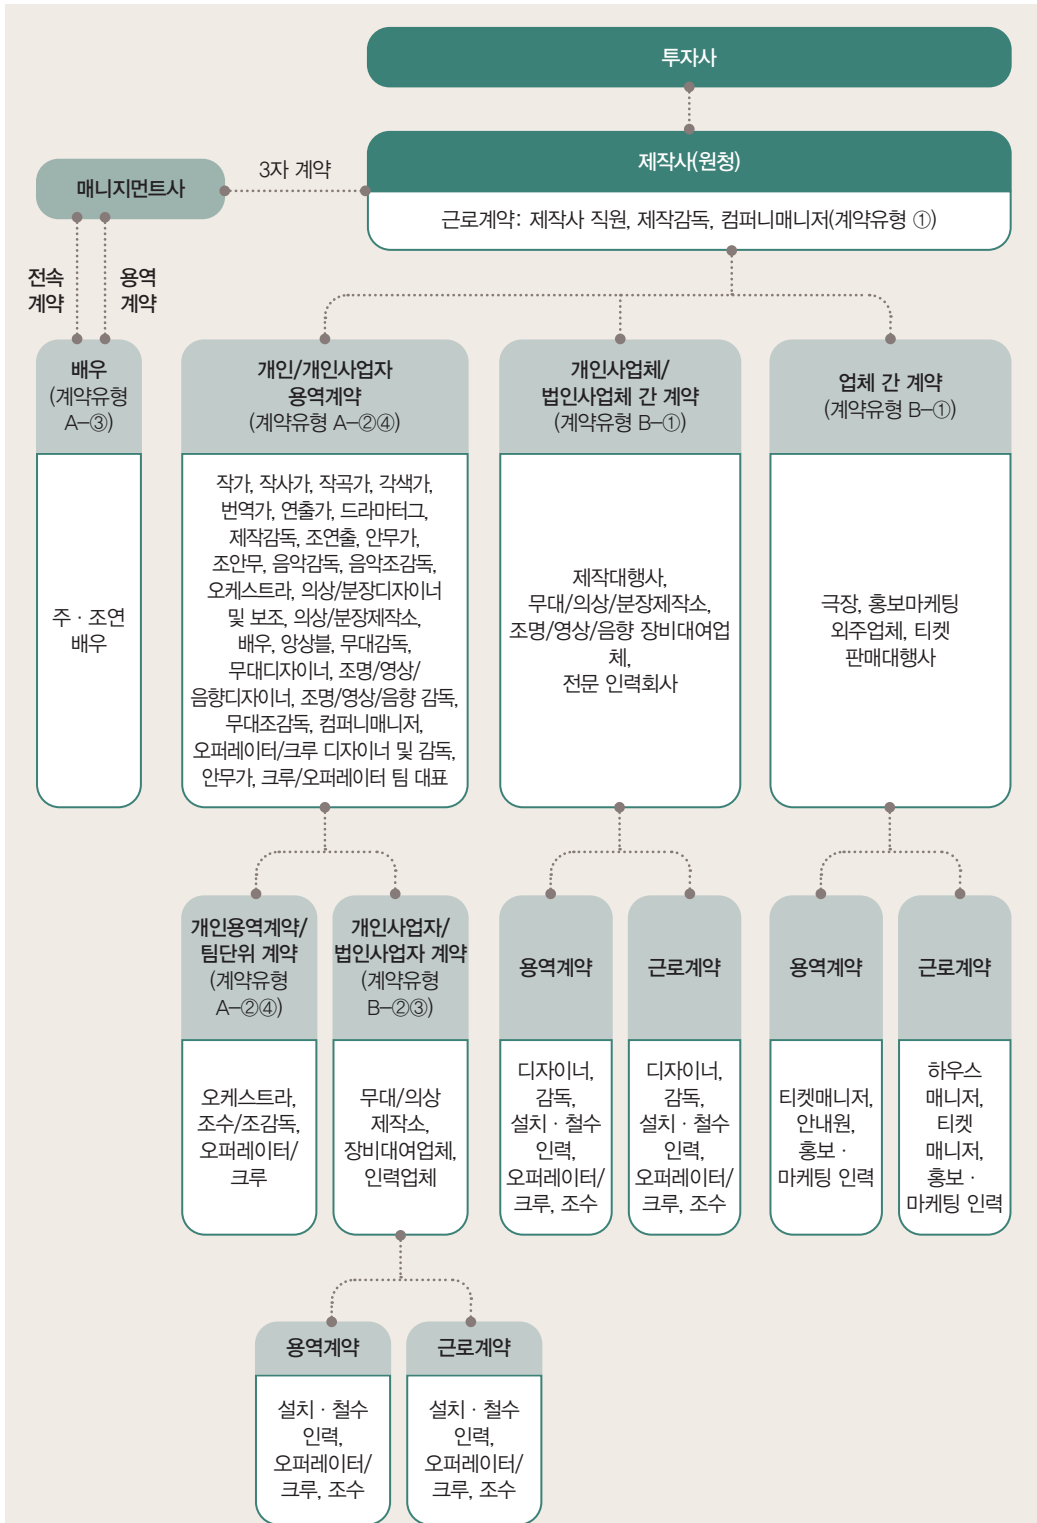 투자사
제작사(원청)
근로계약: 제작사 직원, 제작감독, 컴퍼니매니저(계약유형 ①)
3자 계약
매니지먼트사
전속
계약
용역
계약
배우
(계약유형
A–③)
주 · 조연
배우
개인/개인사업자
용역계약
(계약유형 A–②④)
작가, 작사가, 작곡가, 각색가,
번역가, 연출가, 드라마터그,
제작감독, 조연출, 안무가,
조안무, 음악감독, 음악조감독,
오케스트라, 의상/분장디자이너
및 보조, 의상/분장제작소,
배우, 앙상블, 무대감독,
무대디자이너, 조명/영상/
음향디자이너, 조명/영상/음향 감독,
무대조감독, 컴퍼니매니저,
오퍼레이터/크루 디자이너 및 감독,
안무가, 크루/오퍼레이터 팀 대표
개인사업체/
법인사업체 간 계약
(계약유형 B–①)
제작대행사,
무대/의상/분장제작소,
조명/영상/음향 장비대여업
체,
전문 인력회사
업체 간 계약
(계약유형 B–①)
극장, 홍보마케팅
외주업체, 티켓
판매대행사
개인용역계약/
팀단위 계약
(계약유형
A–②④)
오케스트라,
조수/조감독,
오퍼레이터/
크루
개인사업자/
법인사업자 계약
(계약유형
B–②③)
무대/의상
제작소,
장비대여업체,
인력업체
용역계약
디자이너,
감독,
설치 · 철수
인력,
오퍼레이터/
크루, 조수
근로계약
디자이너,
감독,
설치 · 철수
인력,
오퍼레이터/
크루, 조수
용역계약
티켓매니저,
안내원,
홍보 ·
마케팅 인력
근로계약
하우스
매니저,
티켓
매니저,
홍보 ·
마케팅 인력
용역계약
설치 · 철수
인력,
오퍼레이터/
크루, 조수
근로계약
설치 · 철수
인력,
오퍼레이터/
크루, 조수